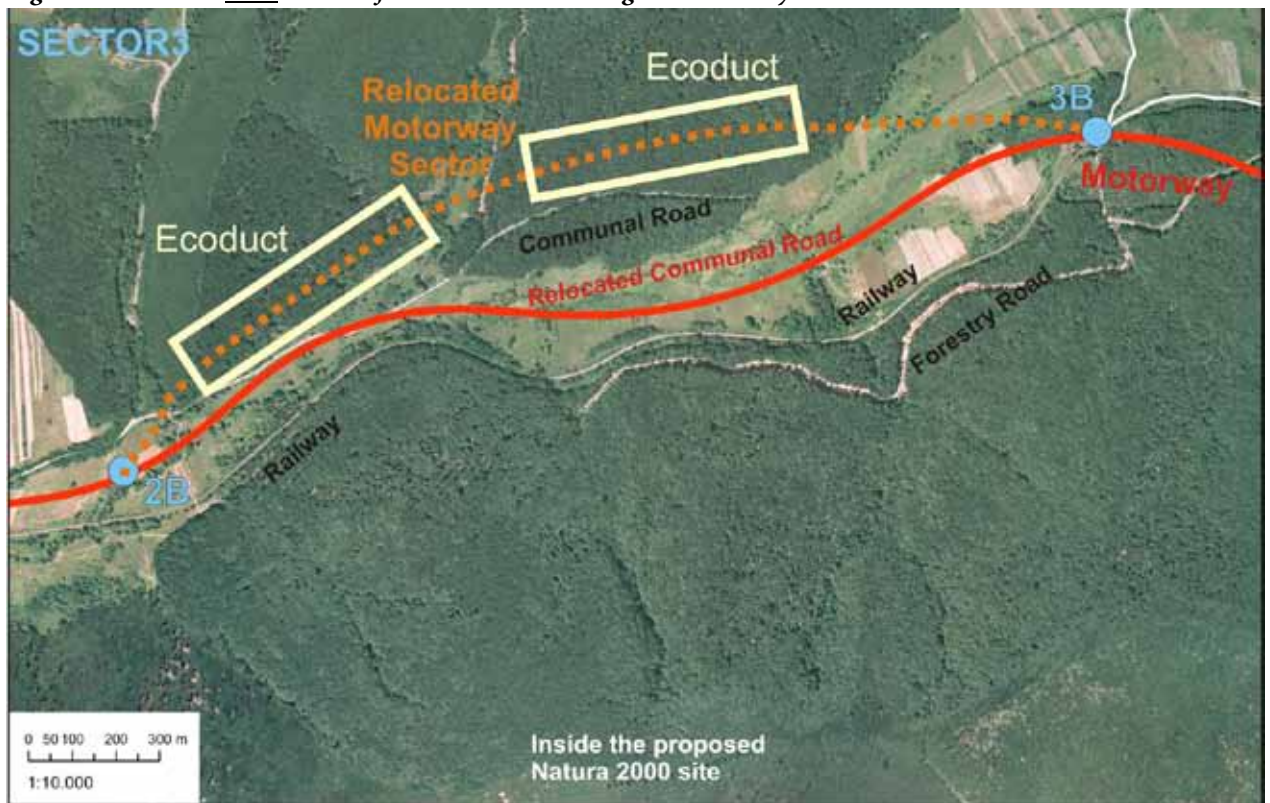 SECTOR3
Ecoduct
Relocated
Motorway
Sector
3B
Motorway
Ecoduct
Communal Road
Relocated Communal Road
Railway
Forestry Road
Railway
2B
0 50 100 200 300 m
1:10.000
Inside the proposed
Natura 2000 site